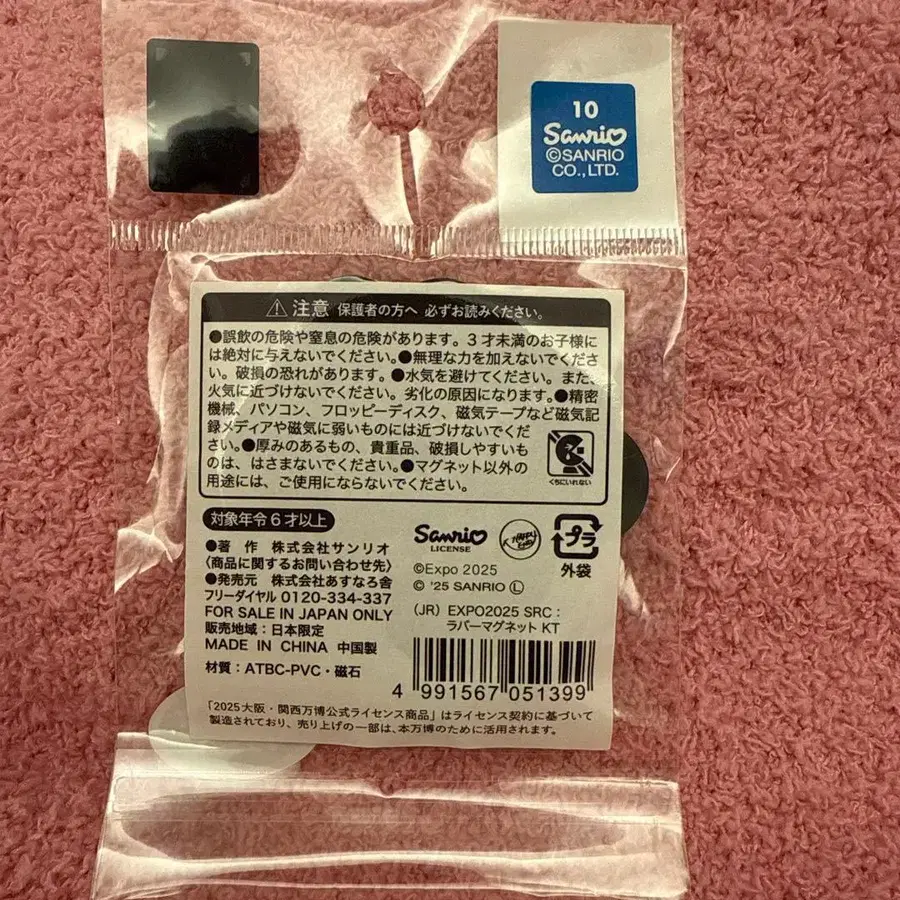 10
Sanrio
©SANRIO
CO.,LTD.
⚠注意 保護者の方へ 必ずお読みください。
●誤飲の危険や窒息の危険があります。3才未満のお子様に
は絶対に与えないでください。●無理な力を加えないでくださ
い。破損の恐れがあります。●水気を避けてください。また、
火気に近づけないでください。劣化の原因になります。●精密
機械、パソコン、フロッピーディスク、磁気テープなど磁気記
録メディアや磁気に弱いものには近づけないでくだ
さい。●厚みのあるもの、貴重品、破損しやすいも
のは、はさまないでください。●マグネット以外の
用途には、ご使用にならないでください。
くちにいれない
対象年令6才以上
●著 作 株式会社サンリオ
〈商品に関するお問い合わせ先〉
●発売元 株式会社あすなろ舎
フリーダイヤル 0120-334-337
FOR SALE IN JAPAN ONLY
販売地域：日本限定
MADE IN CHINA 中国製
材質：ATBC-PVC・磁石
Sanrio
LICENSE
プラ
外袋
©Expo 2025
© '25 SANRIO Ⓛ
(JR) EXPO2025 SRC：
ラバーマグネット KT
4 991567 051399
「2025大阪・関西万博公式ライセンス商品」はライセンス契約に基づいて
製造されており、売り上げの一部は、本万博のために活用されます。